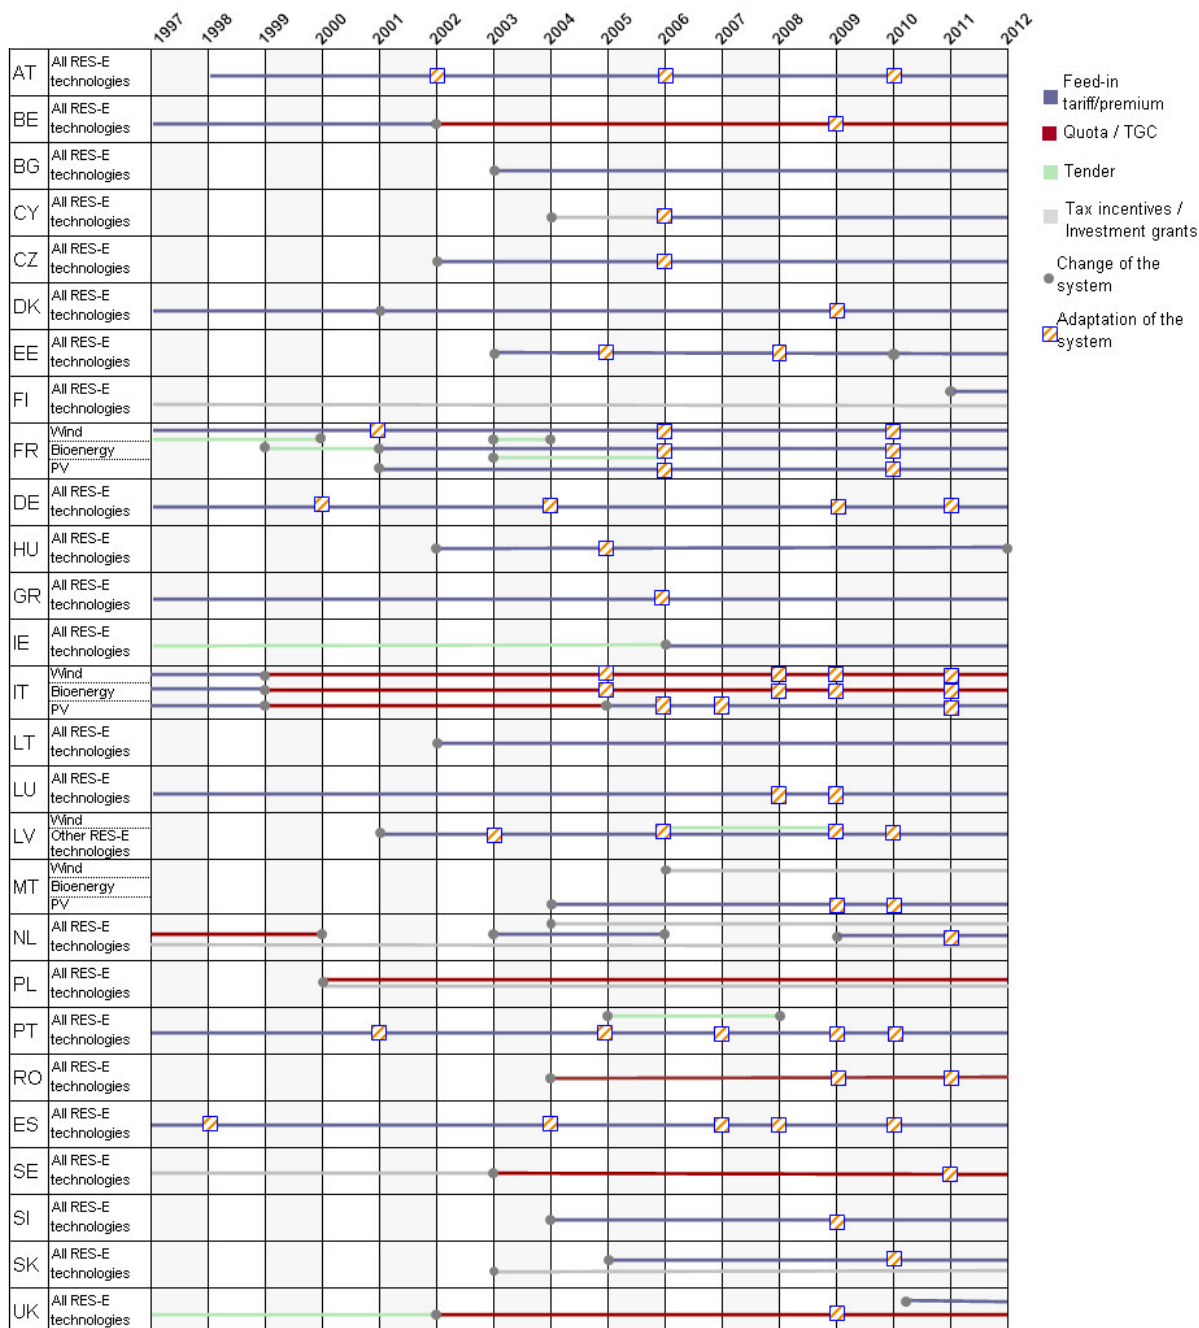 1997 1998 1999 2000 2001 2002 2003 2004 2005 2006 2007 2008 2009 2010 2011 2012
AT
All RES-E
technologies
BE
All RES-E
technologies
BG
All RES-E
technologies
CY
All RES-E
technologies
CZ
All RES-E
technologies
DK
All RES-E
technologies
EE
All RES-E
technologies
FI
All RES-E
technologies
FR
Wind
Bioenergy
PV
DE
All RES-E
technologies
HU
All RES-E
technologies
GR
All RES-E
technologies
IE
All RES-E
technologies
IT
Wind
Bioenergy
PV
LT
All RES-E
technologies
LU
All RES-E
technologies
LV
Wind
Other RES-E
technologies
MT
Wind
Bioenergy
PV
NL
All RES-E
technologies
PL
All RES-E
technologies
PT
All RES-E
technologies
RO
All RES-E
technologies
ES
All RES-E
technologies
SE
All RES-E
technologies
SI
All RES-E
technologies
SK
All RES-E
technologies
UK
All RES-E
technologies
Feed-in
tariff/premium
Quota / TGC
Tender
Tax incentives /
Investment grants
Change of the
system
Adaptation of the
system